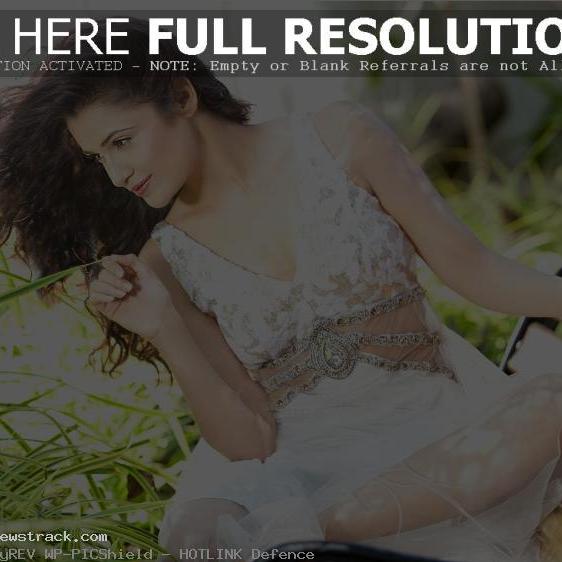 HERE FULL RESOLUTIO
TION ACTIVATED – NOTE: Empty or Blank Referrals are not Al
ewstrack.com
yREV WP-PICShield – HOTLINK Defence